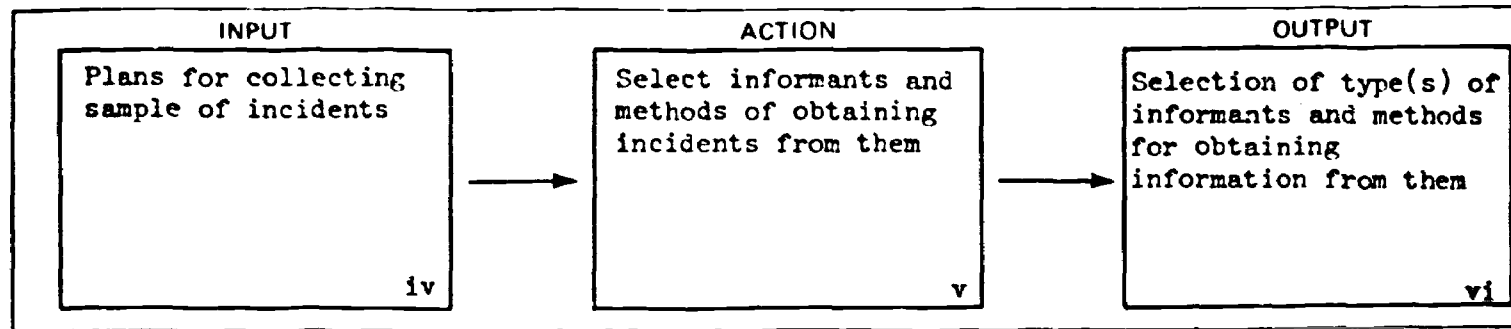 INPUT
Plans for collecting
sample of incidents
iv
ACTION
Select informants and
methods of obtaining
incidents from them
v
OUTPUT
Selection of type(s) of
informants and methods
for obtaining
information from them
vi